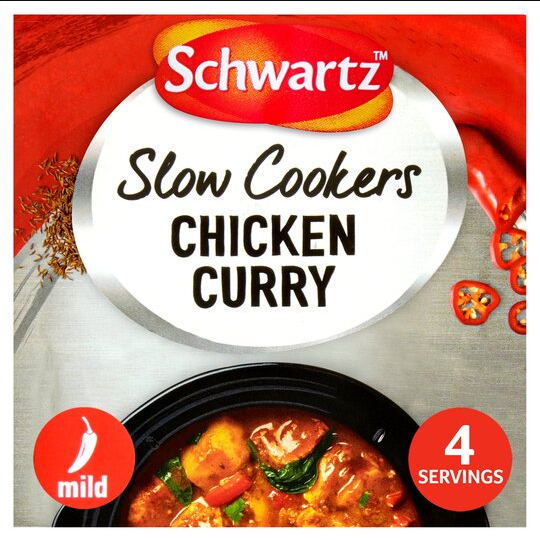 Schwartz™
Slow Cookers
CHICKEN
CURRY
mild
4
SERVINGS